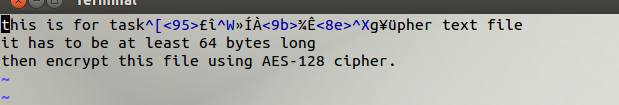 Terminal
this is for task^[<95>£î^W»ÍÀ<9b>¾Ê<8e>^Xg¥üpher text file
it has to be at least 64 bytes long
then encrypt this file using AES-128 cipher.
~
~